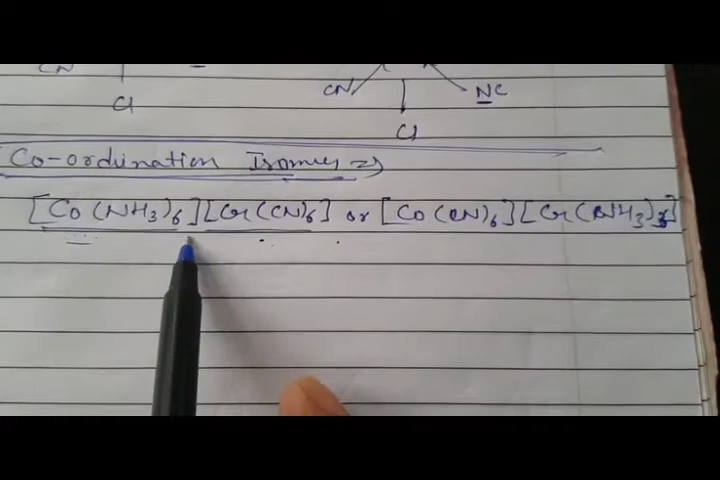 CN
CN
NC
Cl
Cl
Co-ordination Isomers ⇒
[Co(NH3)6][Cr(CN)6] or [Co(CN)6][Cr(NH3)6]